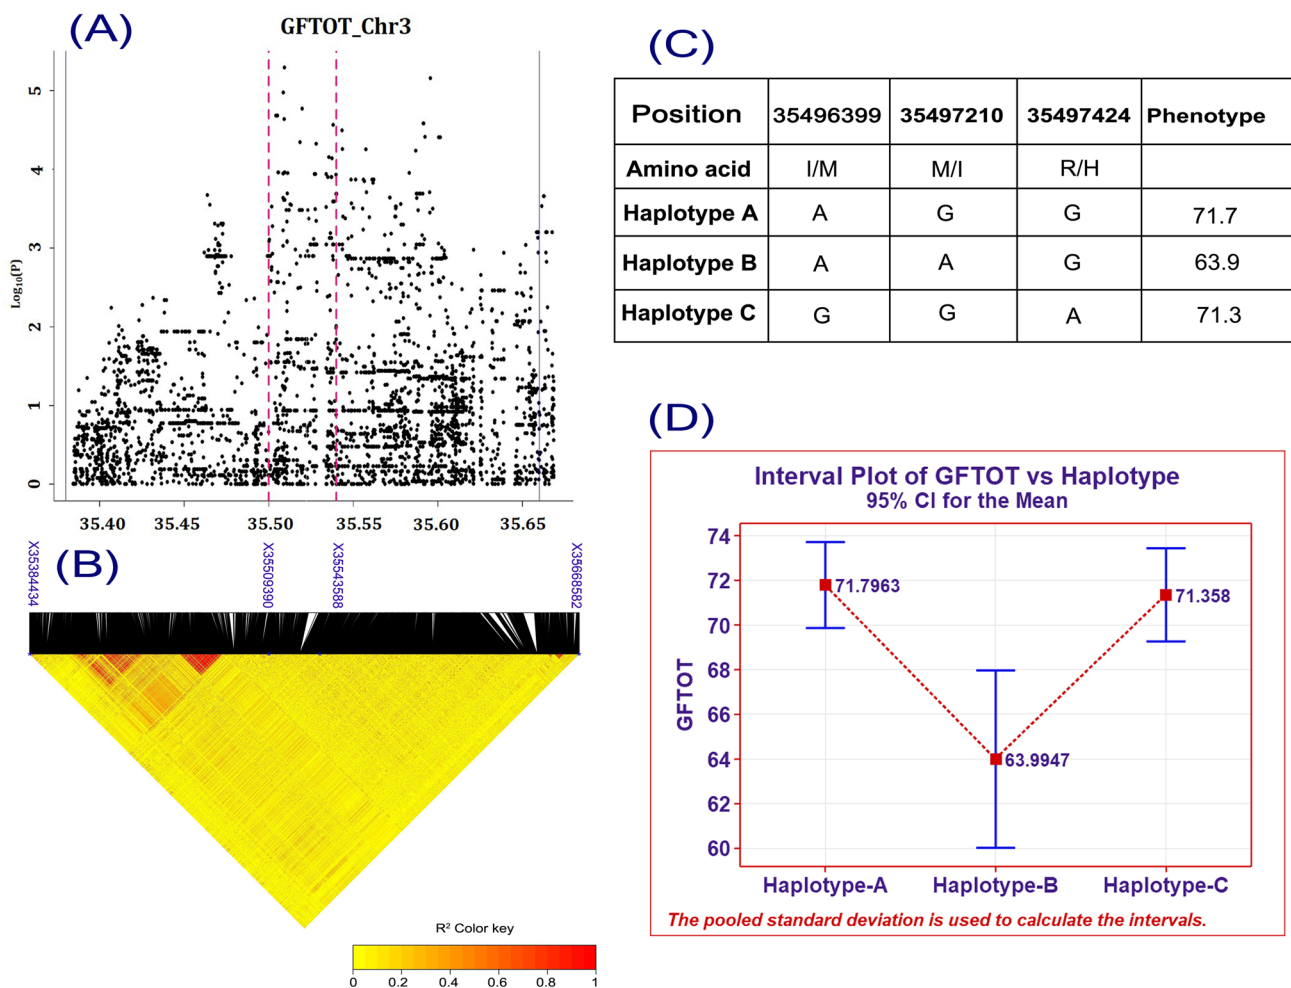 (A)
GFTOT_Chr3
Log10(P)
5
4
3
2
1
0
35.40 35.45 35.50 35.55 35.60 35.65
(B)
X35384434 X35509390 X35543588 X35668582
R² Color key
0 0.2 0.4 0.6 0.8 1
(C)
Position 35496399 35497210 35497424 Phenotype
Amino acid I/M M/I R/H
Haplotype A A G G 71.7
Haplotype B A A G 63.9
Haplotype C G G A 71.3
(D)
Interval Plot of GFTOT vs Haplotype
95% CI for the Mean
GFTOT
74
72
70
68
66
64
62
60
71.7963
63.9947
71.358
Haplotype-A Haplotype-B Haplotype-C
The pooled standard deviation is used to calculate the intervals.